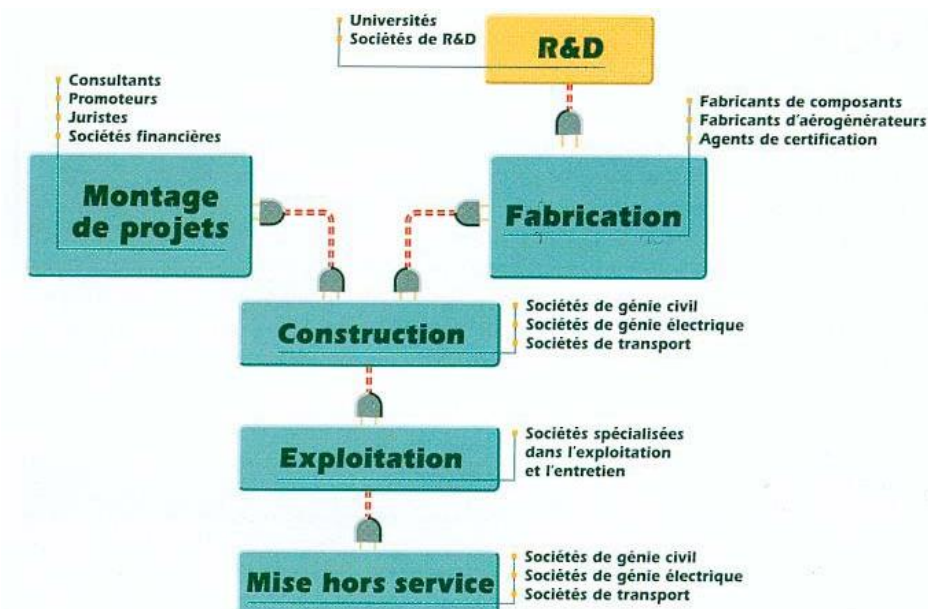 Universités
Sociétés de R&D
R&D
Consultants
Promoteurs
Juristes
Sociétés financières
Fabricants de composants
Fabricants d'aérogénérateurs
Agents de certification
Montage
de projets
Fabrication
Construction
Sociétés de génie civil
Sociétés de génie électrique
Sociétés de transport
Exploitation
Sociétés spécialisées
dans l'exploitation
et l'entretien
Mise hors service
Sociétés de génie civil
Sociétés de génie électrique
Sociétés de transport